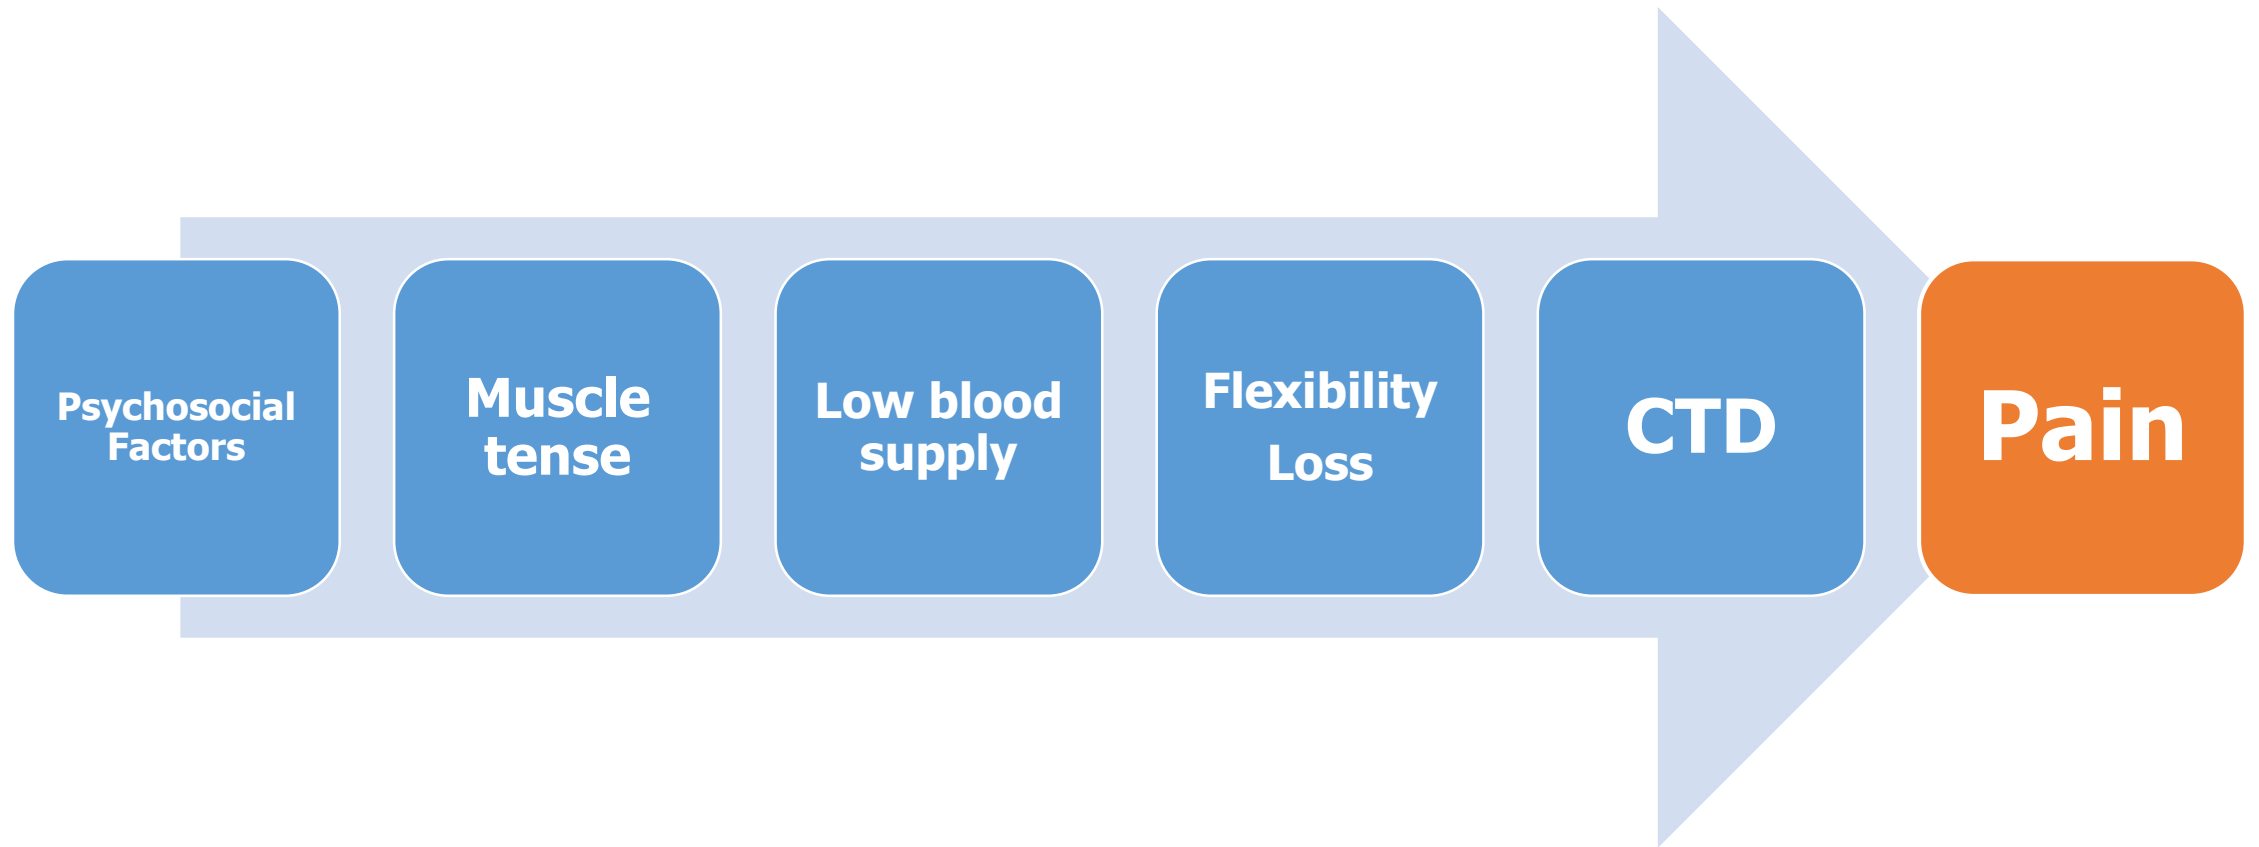 Psychosocial
Factors
Muscle
tense
Low blood
supply
Flexibility
Loss
CTD
Pain